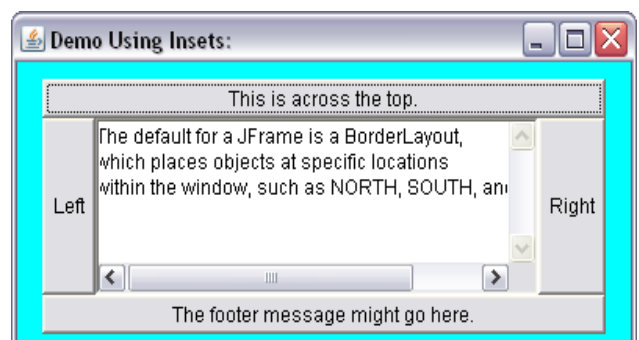 Demo Using Insets:
This is across the top.
Left
The default for a JFrame is a BorderLayout,
which places objects at specific locations
within the window, such as NORTH, SOUTH,
Right
The footer message might go here.